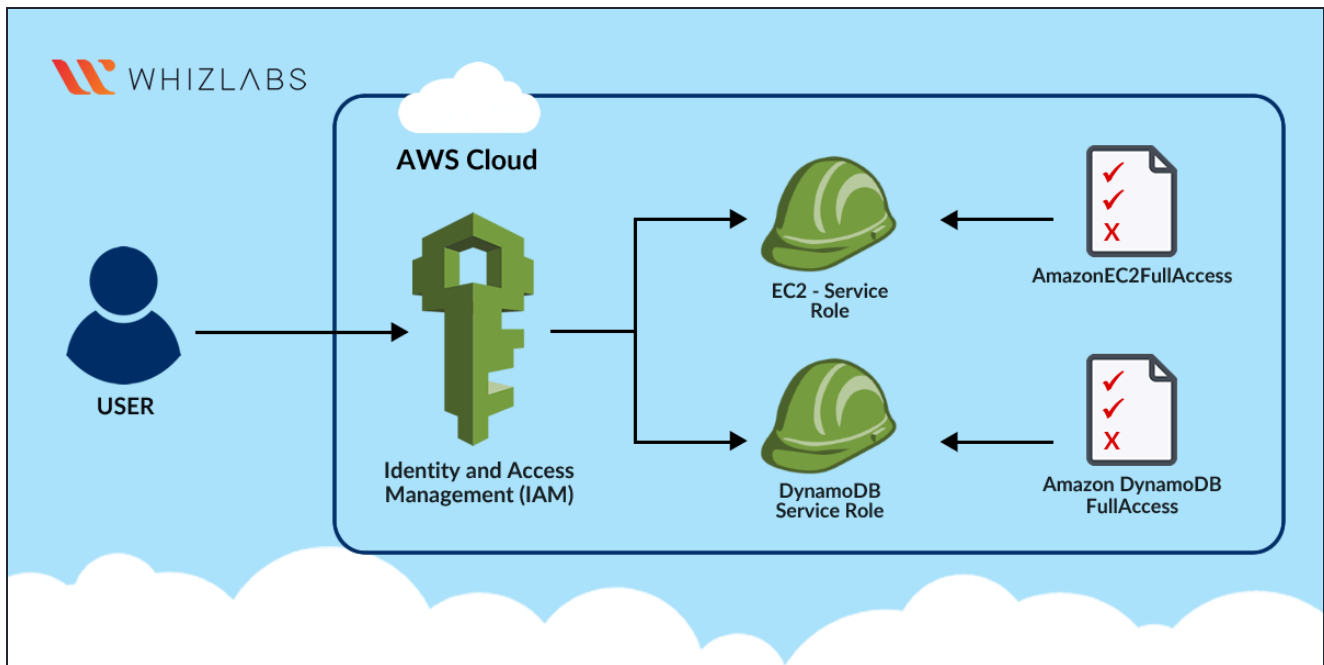 WHIZLABS
AWS Cloud
USER
Identity and Access
Management (IAM)
EC2 - Service
Role
AmazonEC2FullAccess
DynamoDB
Service Role
Amazon DynamoDB
FullAccess